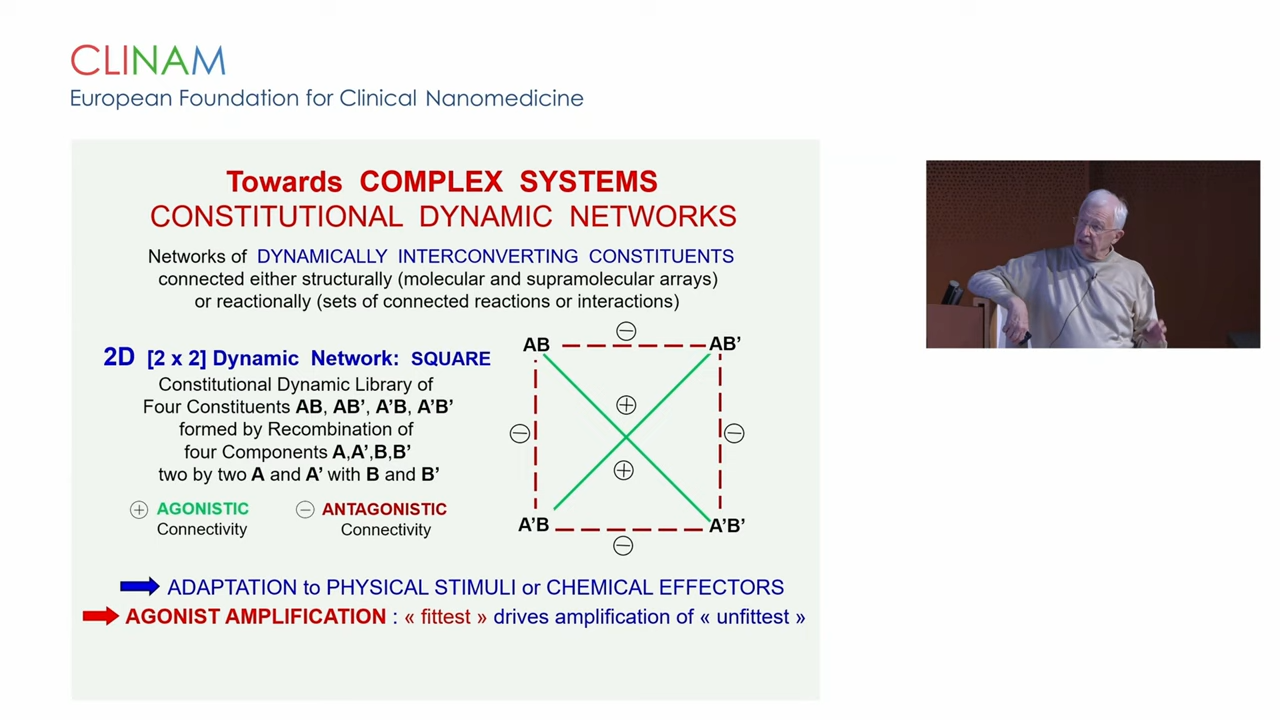 CLINAM
European Foundation for Clinical Nanomedicine
Towards COMPLEX SYSTEMS
CONSTITUTIONAL DYNAMIC NETWORKS
Networks of DYNAMICALLY INTERCONVERTING CONSTITUENTS
connected either structurally (molecular and supramolecular arrays)
or reactionally (sets of connected reactions or interactions)
2D [2 x 2] Dynamic Network: SQUARE
Constitutional Dynamic Library of
Four Constituents AB, AB’, A’B, A’B’
formed by Recombination of
four Components A,A’,B,B’
two by two A and A’ with B and B’
⊕ AGONISTIC
Connectivity
⊖ ANTAGONISTIC
Connectivity
⊖
AB AB’
⊕
⊖ ⊖
⊕
A’B A’B’
⊖
ADAPTATION to PHYSICAL STIMULI or CHEMICAL EFFECTORS
AGONIST AMPLIFICATION : « fittest » drives amplification of « unfittest »